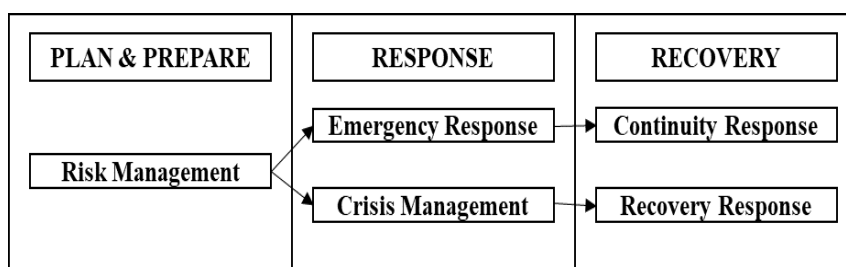 PLAN & PREPARE
RESPONSE
RECOVERY
Emergency Response
Continuity Response
Risk Management
Crisis Management
Recovery Response